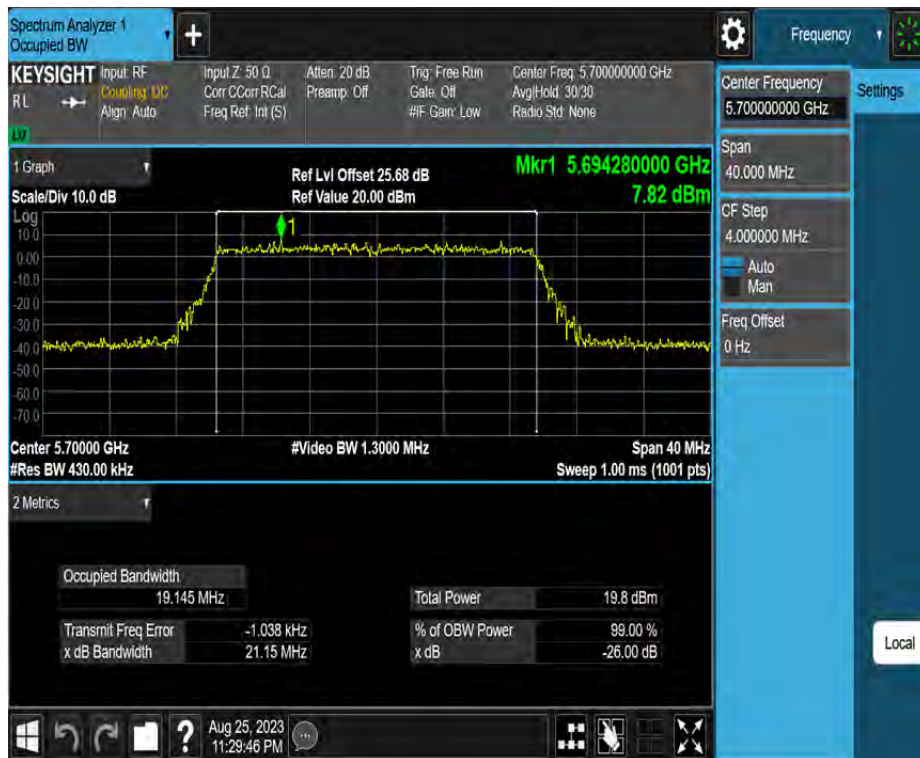 Spectrum Analyzer 1
Occupied BW
+
Frequency
KEYSIGHT
RL
LXI
Input: RF
Coupling: DC
Align: Auto
Input Z: 50 Ω
Corr CCorr RCal
Freq Ref: Int (S)
Atten: 20 dB
Preamp: Off
Trig: Free Run
Gate: Off
#IF Gain: Low
Center Freq: 5.700000000 GHz
Avg|Hold: 30/30
Radio Std: None
Center Frequency
5.700000000 GHz
Settings
Span
40.000 MHz
CF Step
4.000000 MHz
Auto
Man
Freq Offset
0 Hz
Local
1 Graph
Scale/Div 10.0 dB
Ref Lvl Offset 25.68 dB
Ref Value 20.00 dBm
Mkr1 5.694280000 GHz
7.82 dBm
Log
10.0
0.00
-10.0
-20.0
-30.0
-40.0
-50.0
-60.0
-70.0
1
Center 5.70000 GHz
#Video BW 1.3000 MHz
Span 40 MHz
#Res BW 430.00 kHz
Sweep 1.00 ms (1001 pts)
2 Metrics
Occupied Bandwidth
19.145 MHz
Total Power 19.8 dBm
Transmit Freq Error -1.038 kHz
% of OBW Power 99.00 %
x dB Bandwidth 21.15 MHz
x dB -26.00 dB
?
Aug 25, 2023
11:29:46 PM